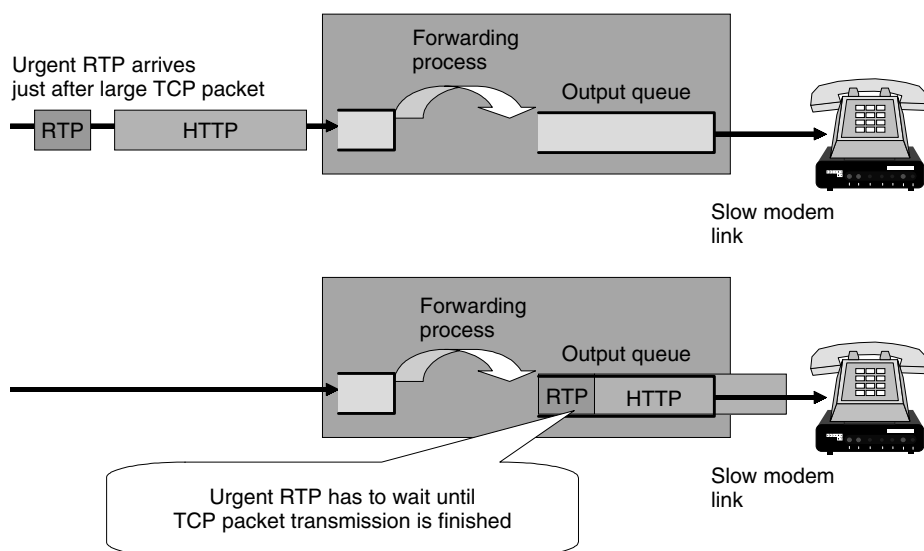 Urgent RTP arrives
just after large TCP packet
RTP
HTTP
Forwarding
process
Output queue
Slow modem
link
Forwarding
process
Output queue
RTP
HTTP
Slow modem
link
Urgent RTP has to wait until
TCP packet transmission is finished